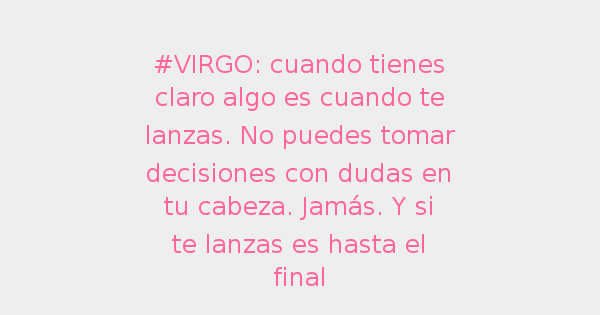 #VIRGO: cuando tienes
claro algo es cuando te
lanzas. No puedes tomar
decisiones con dudas en
tu cabeza. Jamás. Y si
te lanzas es hasta el
final